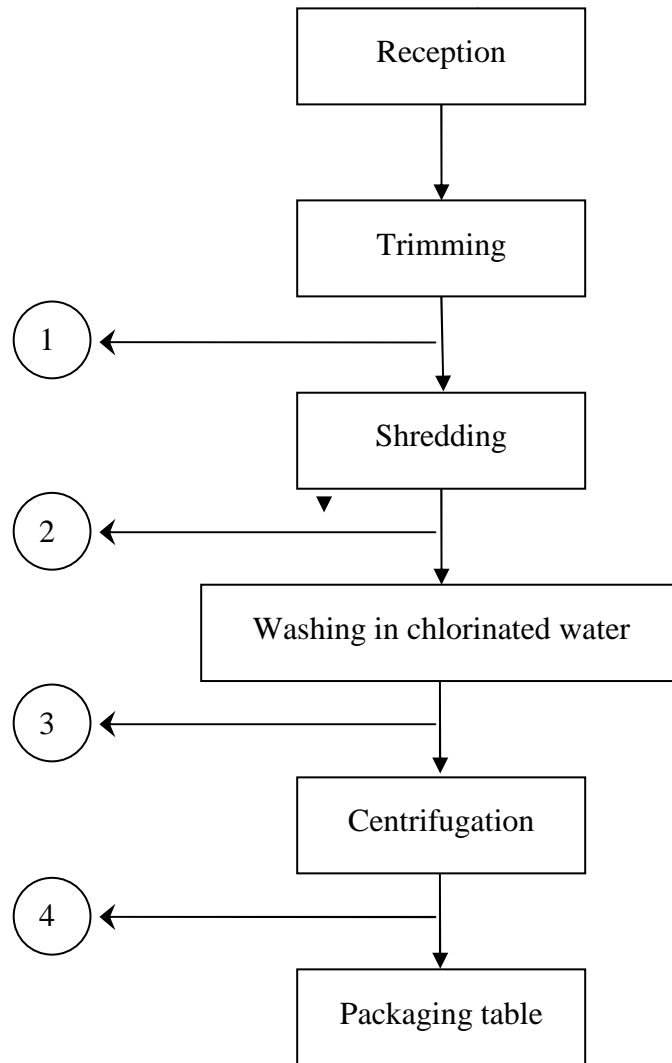 Reception
Trimming
1
Shredding
2
Washing in chlorinated water
3
Centrifugation
4
Packaging table